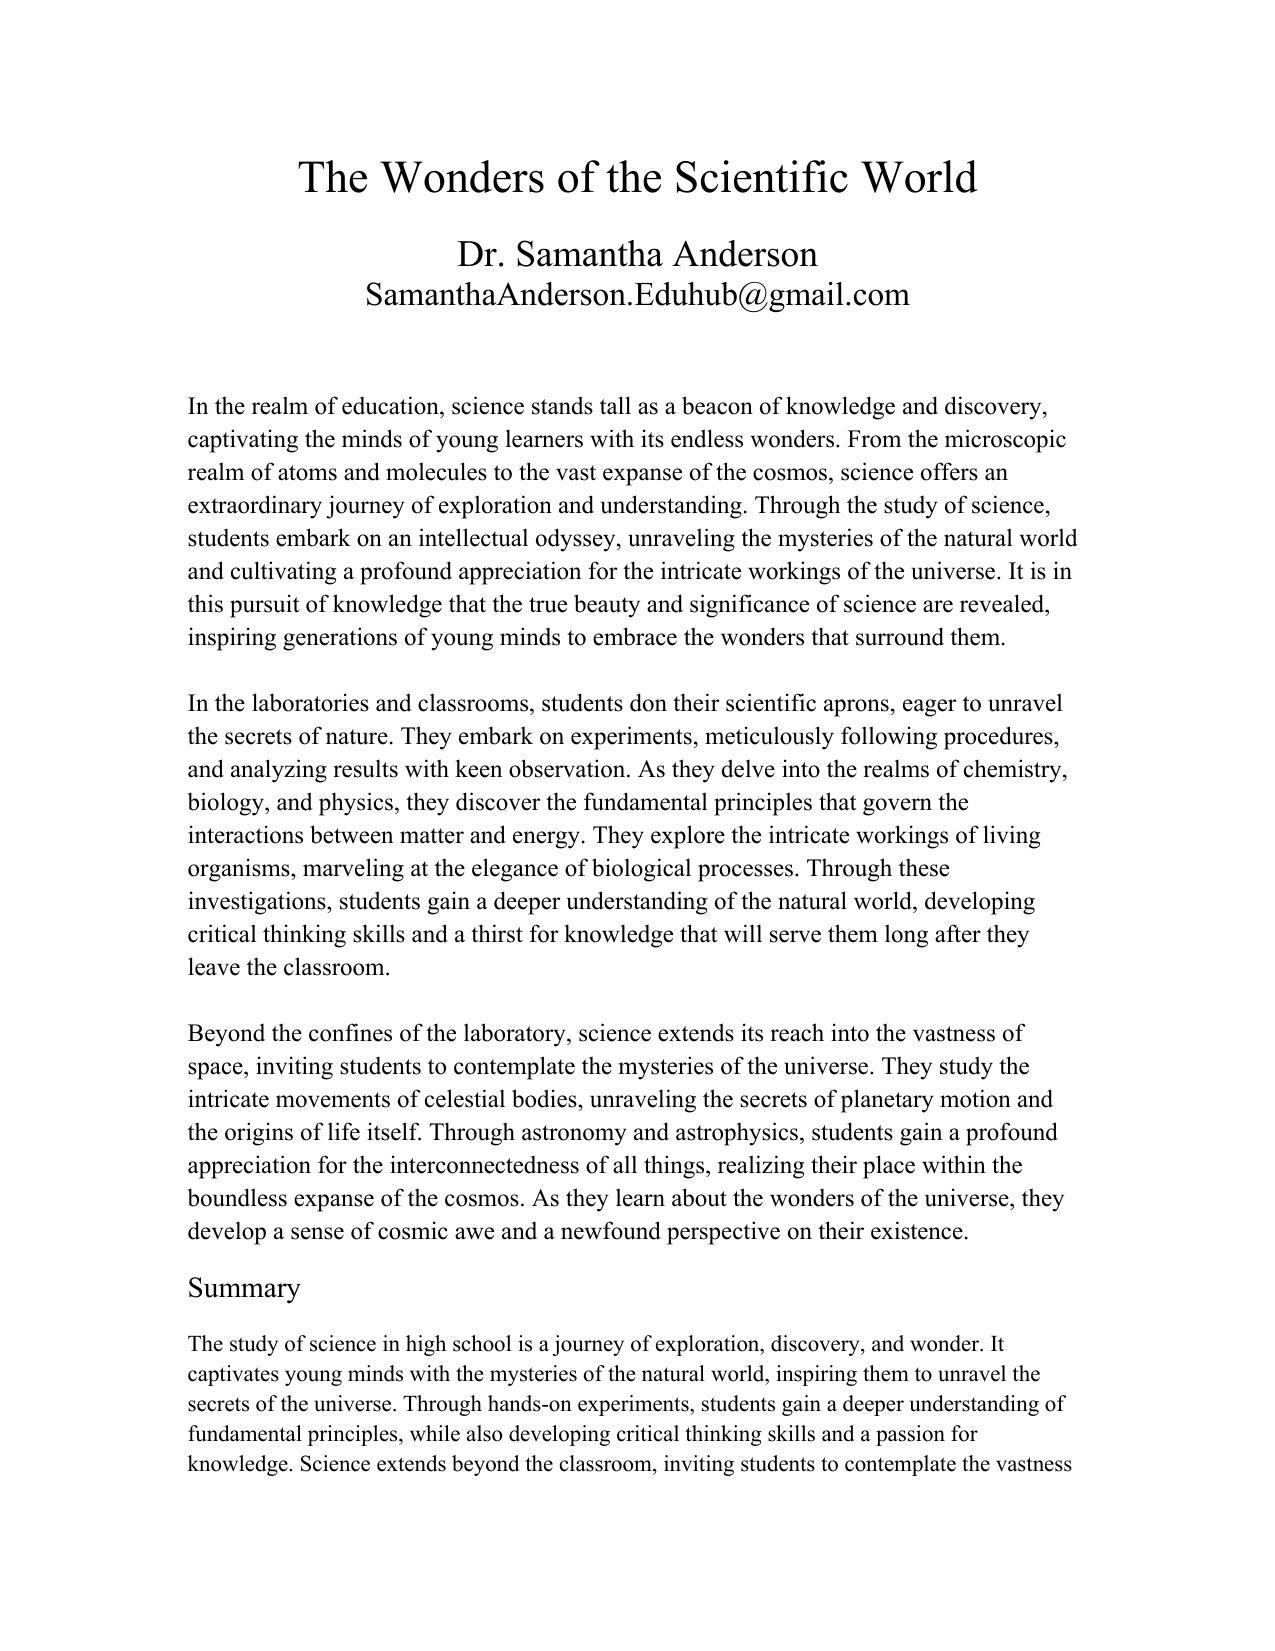 The Wonders of the Scientific World
Dr. Samantha Anderson
SamanthaAnderson.Eduhub@gmail.com
In the realm of education, science stands tall as a beacon of knowledge and discovery,
captivating the minds of young learners with its endless wonders. From the microscopic
realm of atoms and molecules to the vast expanse of the cosmos, science offers an
extraordinary journey of exploration and understanding. Through the study of science,
students embark on an intellectual odyssey, unraveling the mysteries of the natural world
and cultivating a profound appreciation for the intricate workings of the universe. It is in
this pursuit of knowledge that the true beauty and significance of science are revealed,
inspiring generations of young minds to embrace the wonders that surround them.
In the laboratories and classrooms, students don their scientific aprons, eager to unravel
the secrets of nature. They embark on experiments, meticulously following procedures,
and analyzing results with keen observation. As they delve into the realms of chemistry,
biology, and physics, they discover the fundamental principles that govern the
interactions between matter and energy. They explore the intricate workings of living
organisms, marveling at the elegance of biological processes. Through these
investigations, students gain a deeper understanding of the natural world, developing
critical thinking skills and a thirst for knowledge that will serve them long after they
leave the classroom.
Beyond the confines of the laboratory, science extends its reach into the vastness of
space, inviting students to contemplate the mysteries of the universe. They study the
intricate movements of celestial bodies, unraveling the secrets of planetary motion and
the origins of life itself. Through astronomy and astrophysics, students gain a profound
appreciation for the interconnectedness of all things, realizing their place within the
boundless expanse of the cosmos. As they learn about the wonders of the universe, they
develop a sense of cosmic awe and a newfound perspective on their existence.
Summary
The study of science in high school is a journey of exploration, discovery, and wonder. It
captivates young minds with the mysteries of the natural world, inspiring them to unravel the
secrets of the universe. Through hands-on experiments, students gain a deeper understanding of
fundamental principles, while also developing critical thinking skills and a passion for
knowledge. Science extends beyond the classroom, inviting students to contemplate the vastness